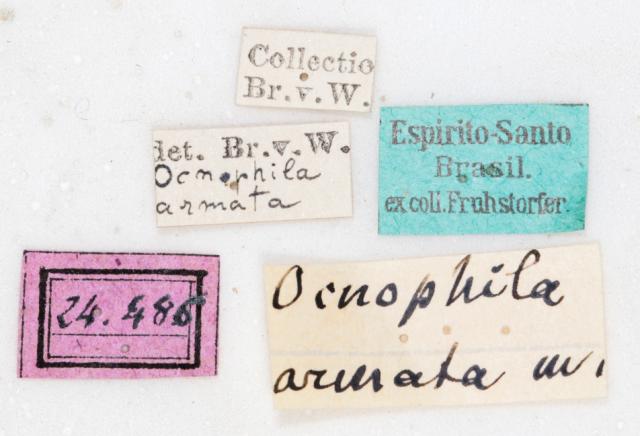 Collectio
Br. v. W.
det. Br. v. W.
Ocnophila
armata
Espirito-Santo
Brasil.
ex coll. Fruhstorfer.
24.486
Ocnophila
armata m.